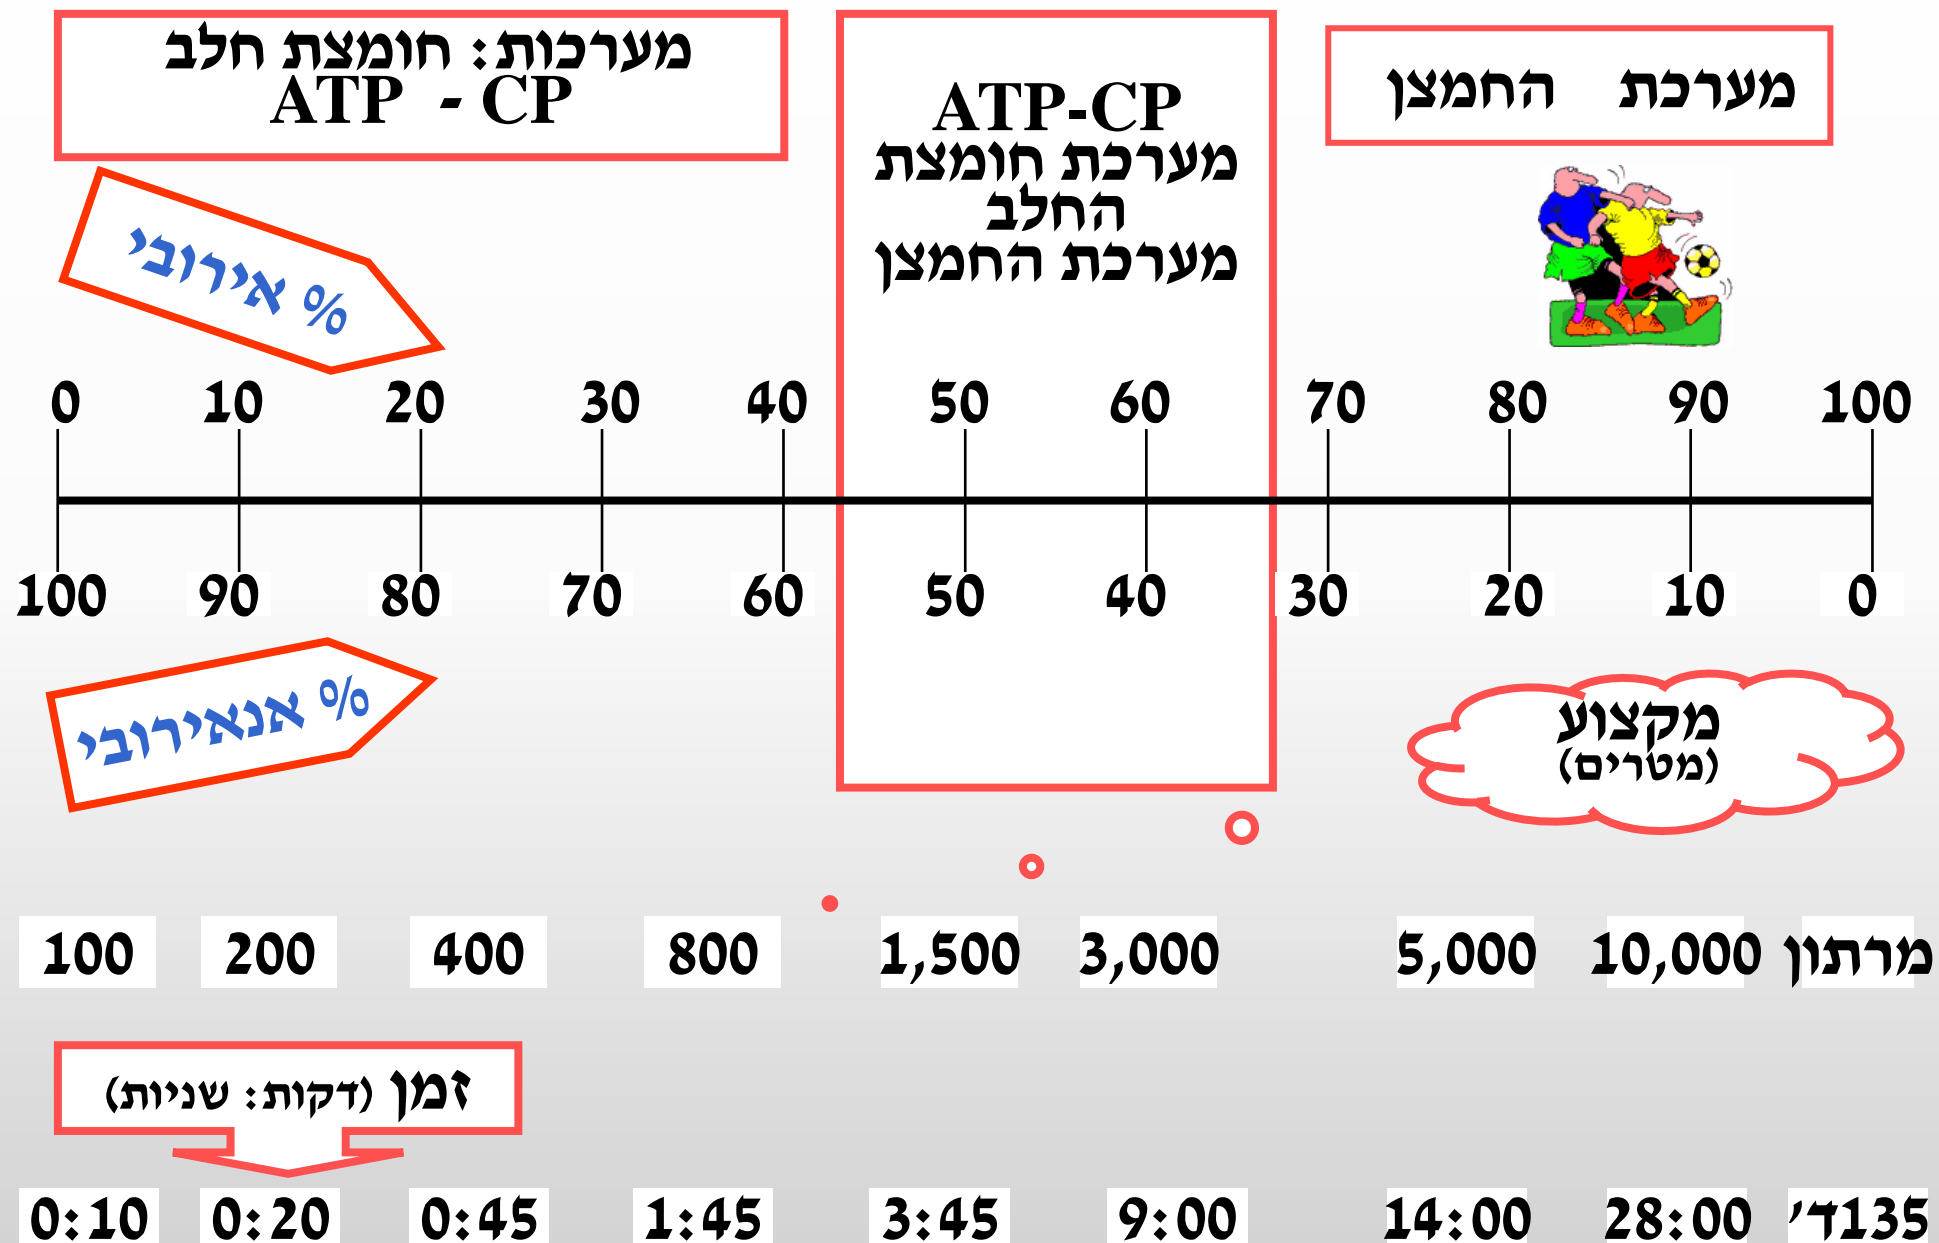 מערכות: חומצת חלב
ATP - CP
ATP-CP
מערכת חומצת
החלב
מערכת החמצן
מערכת החמצן
% אירובי
0 10 20 30 40 50 60 70 80 90 100
100 90 80 70 60 50 40 30 20 10 0
% אנאירובי
מקצוע
(מטרים)
100 200 400 800 1,500 3,000 5,000 10,000 מרתון
זמן (דקות: שניות)
0:10 0:20 0:45 1:45 3:45 9:00 14:00 28:00 135ד'